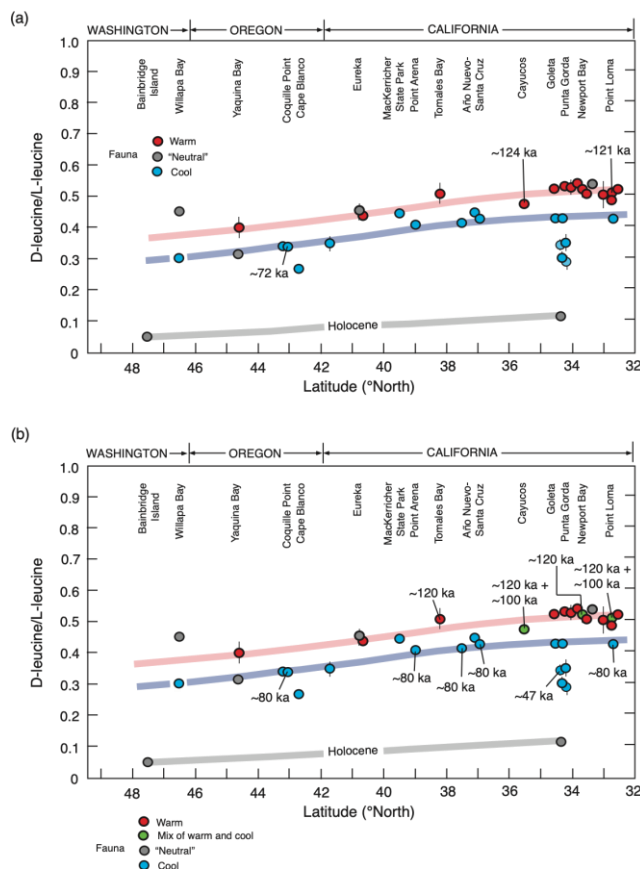 (a)
WASHINGTON OREGON CALIFORNIA
Bainbridge
Island
Willapa Bay
Yaquina Bay
Coquille Point
Cape Blanco
Eureka
MacKerricher
State Park
Point Arena
Tomales Bay
Año Nuevo-
Santa Cruz
Cayucos
Goleta
Punta Gorda
Newport Bay
Point Loma
D-leucine/L-leucine
1.0
0.9
0.8
0.7
0.6
0.5
0.4
0.3
0.2
0.1
0
Fauna
Warm
"Neutral"
Cool
~124 ka
~121 ka
~72 ka
Holocene
48 46 44 42 40 38 36 34 32
Latitude (°North)
(b)
WASHINGTON OREGON CALIFORNIA
Bainbridge
Island
Willapa Bay
Yaquina Bay
Coquille Point
Cape Blanco
Eureka
MacKerricher
State Park
Point Arena
Tomales Bay
Año Nuevo-
Santa Cruz
Cayucos
Goleta
Punta Gorda
Newport Bay
Point Loma
D-leucine/L-leucine
1.0
0.9
0.8
0.7
0.6
0.5
0.4
0.3
0.2
0.1
0
~120 ka
~120 ka +
~100 ka
~120 ka
~120 ka +
~100 ka
~80 ka
~80 ka
~80 ka
~80 ka
~47 ka
~80 ka
Holocene
48 46 44 42 40 38 36 34 32
Latitude (°North)
Fauna
Warm
Mix of warm and cool
"Neutral"
Cool